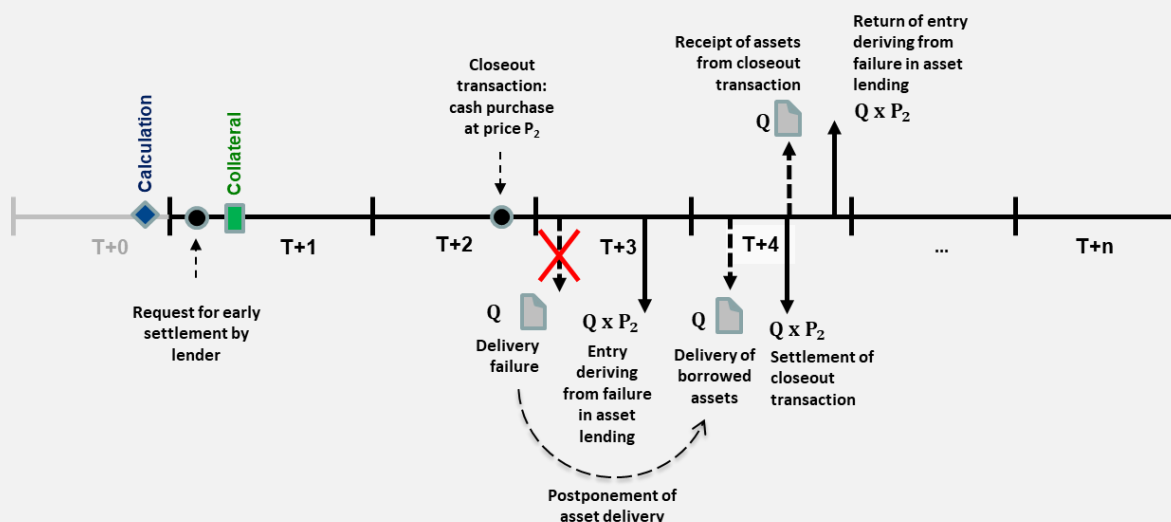 Calculation
Collateral
Closeout
transaction:
cash purchase
at price P₂
Receipt of assets
from closeout
transaction
Q
Return of entry
deriving from
failure in asset
lending
Q x P₂
T+0
T+1
T+2
T+3
T+4
...
T+n
Request for early
settlement by
lender
Q
Delivery
failure
Q x P₂
Entry
deriving
from failure
in asset
lending
Q
Delivery of
borrowed
assets
Q x P₂
Settlement of
closeout
transaction
Postponement of
asset delivery